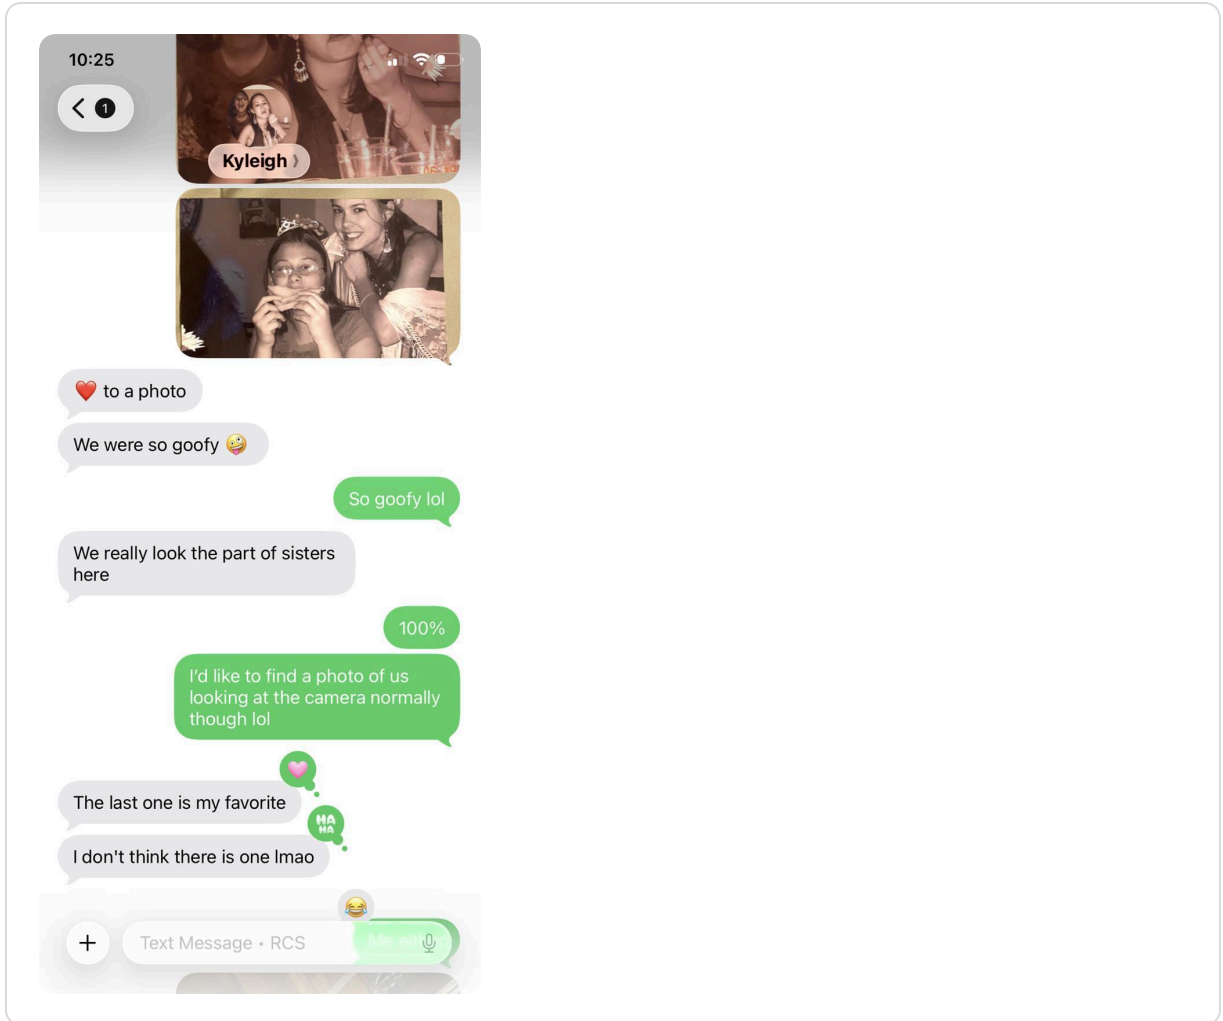 10:25
1
Kyleigh
❤️ to a photo
We were so goofy 🤪
So goofy lol
We really look the part of sisters
here
100%
I'd like to find a photo of us
looking at the camera normally
though lol
The last one is my favorite
HA
HA
I don't think there is one lmao
😂
Text Message • RCS
Me either